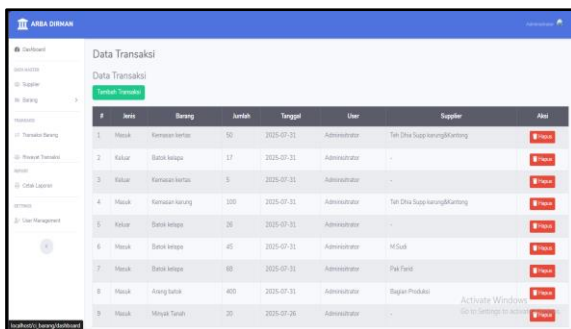 ARBA DIRMAN
Administrator
Dashboard
DATA MASTER
Supplier
Barang
TRANSAKSI
Transaksi Barang
Riwayat Transaksi
REPORT
Cetak Laporan
SETTINGS
User Management
Data Transaksi
Data Transaksi
Tambah Transaksi
# Jenis Barang Jumlah Tanggal User Supplier Aksi
1 Masuk Kemasan kertas 50 2025-07-31 Administrator Teh Dhia Supp karung&Kantong Hapus
2 Keluar Batok kelapa 17 2025-07-31 Administrator - Hapus
3 Keluar Kemasan kertas 5 2025-07-31 Administrator - Hapus
4 Masuk Kemasan karung 100 2025-07-31 Administrator Teh Dhia Supp karung&Kantong Hapus
5 Keluar Batok kelapa 28 2025-07-31 Administrator - Hapus
6 Masuk Batok kelapa 45 2025-07-31 Administrator M.Sudi Hapus
7 Masuk Batok kelapa 60 2025-07-31 Administrator Pak Ferdi Hapus
8 Masuk Arang batok 400 2025-07-31 Administrator Bagian Produksi Hapus
9 Masuk Minyak Tanah 20 2025-07-26 Administrator - Hapus
Activate Windows
Go to Settings to activate
localhost/ci_barang/dashboard